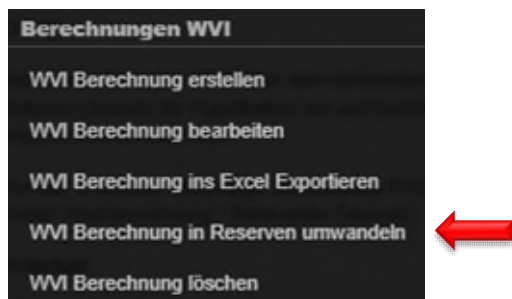 Berechnungen WVI
WVI Berechnung erstellen
WVI Berechnung bearbeiten
WVI Berechnung ins Excel Exportieren
WVI Berechnung in Reserven umwandeln
WVI Berechnung löschen